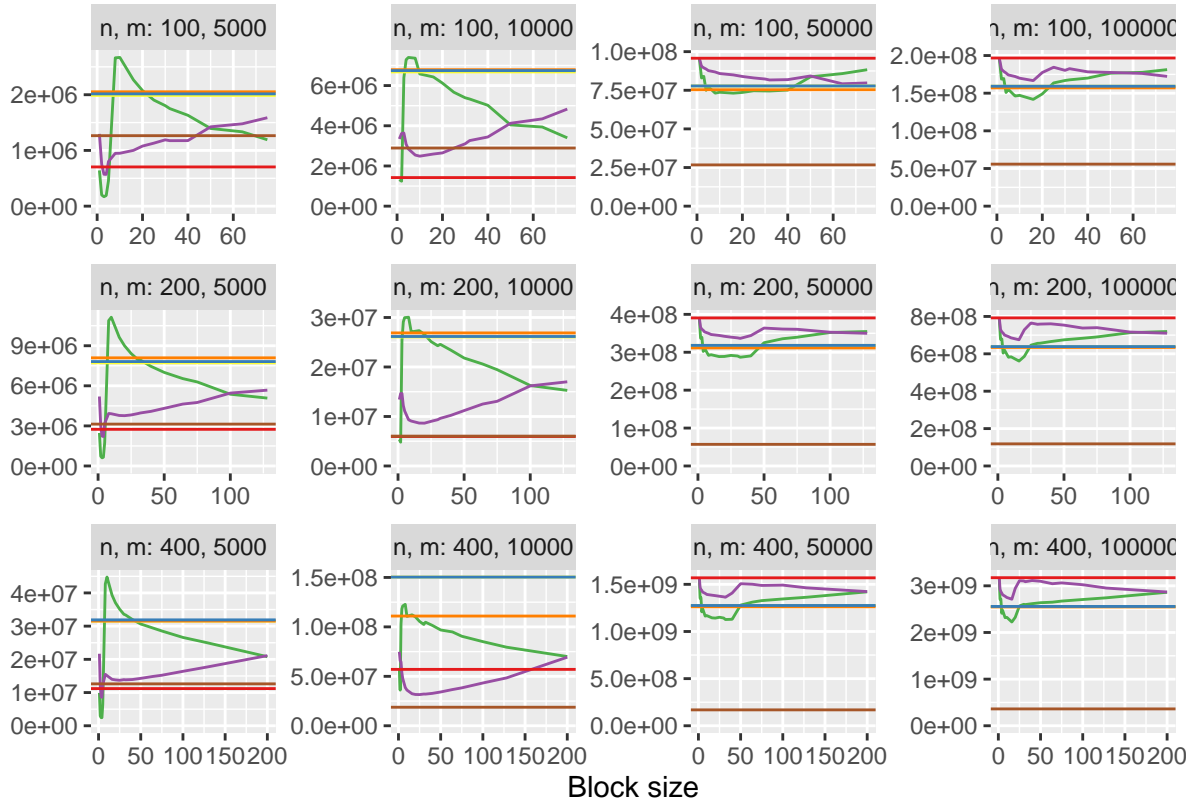 n, m: 100, 5000
n, m: 100, 10000
n, m: 100, 50000
n, m: 100, 100000
2e+06
1e+06
0e+00
0 20 40 60
6e+06
4e+06
2e+06
0e+00
0 20 40 60
1.0e+08
7.5e+07
5.0e+07
2.5e+07
0.0e+00
0 20 40 60
2.0e+08
1.5e+08
1.0e+08
5.0e+07
0.0e+00
0 20 40 60
n, m: 200, 5000
n, m: 200, 10000
n, m: 200, 50000
n, m: 200, 100000
9e+06
6e+06
3e+06
0e+00
0 50 100
3e+07
2e+07
1e+07
0e+00
0 50 100
4e+08
3e+08
2e+08
1e+08
0e+00
0 50 100
8e+08
6e+08
4e+08
2e+08
0e+00
0 50 100
n, m: 400, 5000
n, m: 400, 10000
n, m: 400, 50000
n, m: 400, 100000
4e+07
3e+07
2e+07
1e+07
0e+00
0 50 100 150 200
1.5e+08
1.0e+08
5.0e+07
0.0e+00
0 50 100 150 200
1.5e+09
1.0e+09
5.0e+08
0.0e+00
0 50 100 150 200
3e+09
2e+09
1e+09
0e+00
0 50 100 150 200
Block size